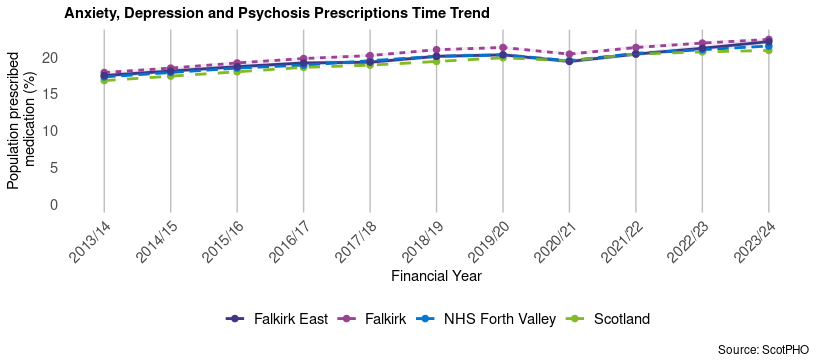 Anxiety, Depression and Psychosis Prescriptions Time Trend
Population prescribed
medication (%)
20
15
10
5
0
2013/14
2014/15
2015/16
2016/17
2017/18
2018/19
2019/20
2020/21
2021/22
2022/23
2023/24
Financial Year
Falkirk East
Falkirk
NHS Forth Valley
Scotland
Source: ScotPHO